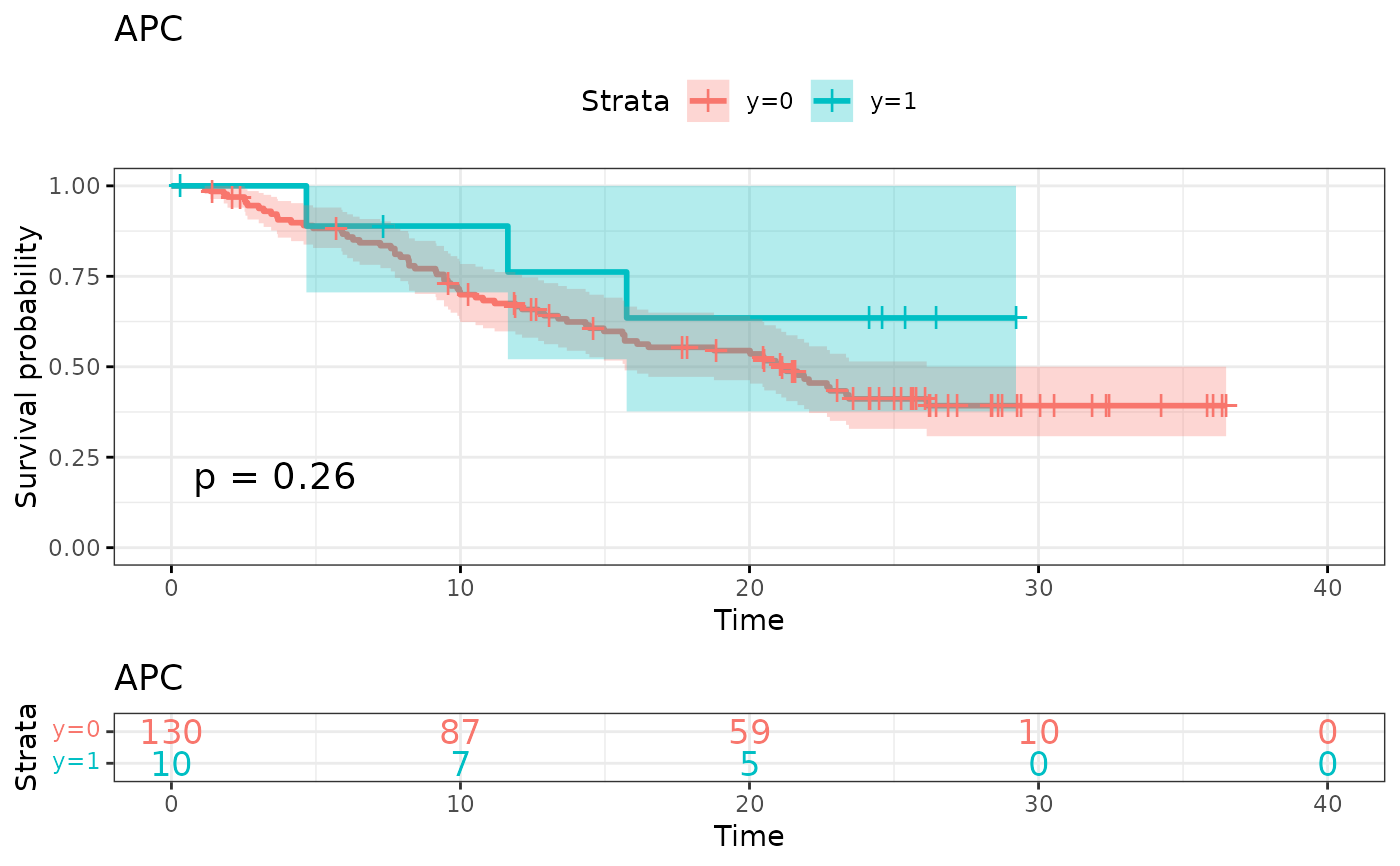 APC
Strata y=0 y=1
Survival probability
1.00
0.75
0.50
0.25
0.00
p = 0.26
0 10 20 30 40
Time
APC
Strata
y=0 130 87 59 10 0
y=1 10 7 5 0 0
0 10 20 30 40
Time